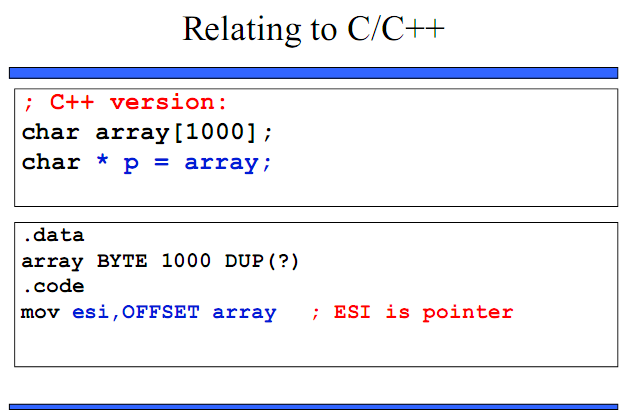 Relating to C/C++
; C++ version:
char array[1000];
char * p = array;
.data
array BYTE 1000 DUP(?)
.code
mov esi,OFFSET array ; ESI is pointer